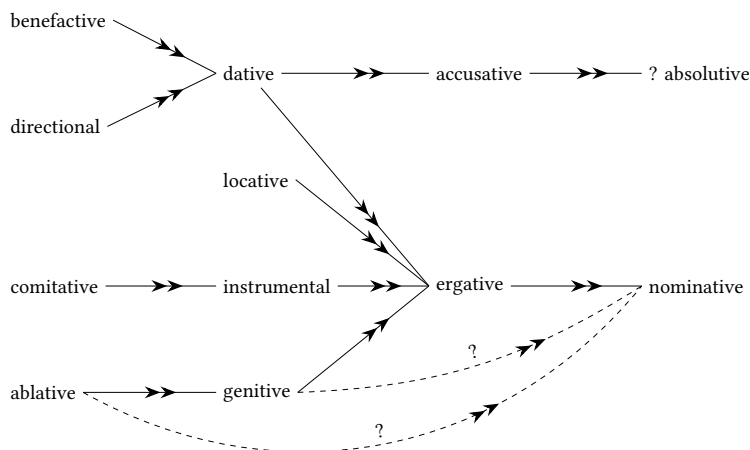 benefactive
dative
accusative
? absolutive
directional
locative
comitative
instrumental
ergative
nominative
?
ablative
genitive
?